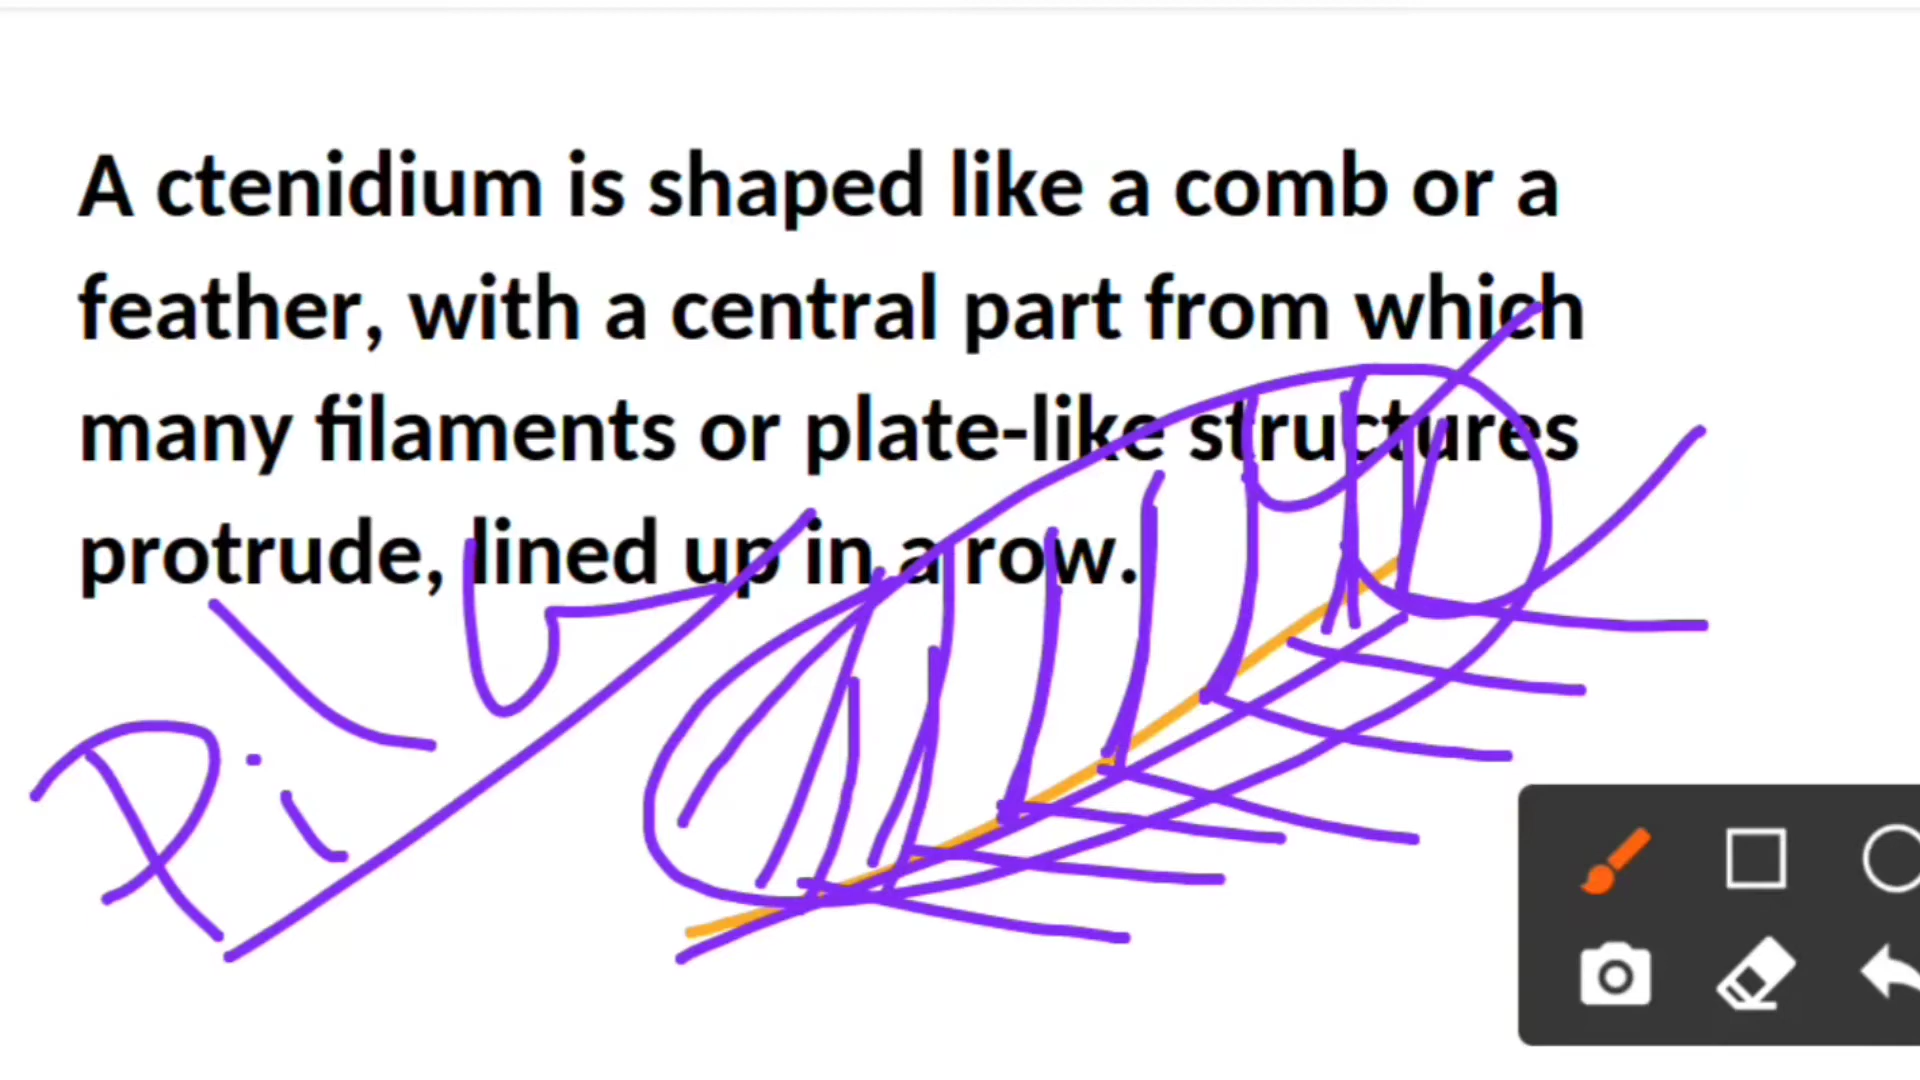 A ctenidium is shaped like a comb or a
feather, with a central part from which
many filaments or plate-like structures
protrude, lined up in a row.